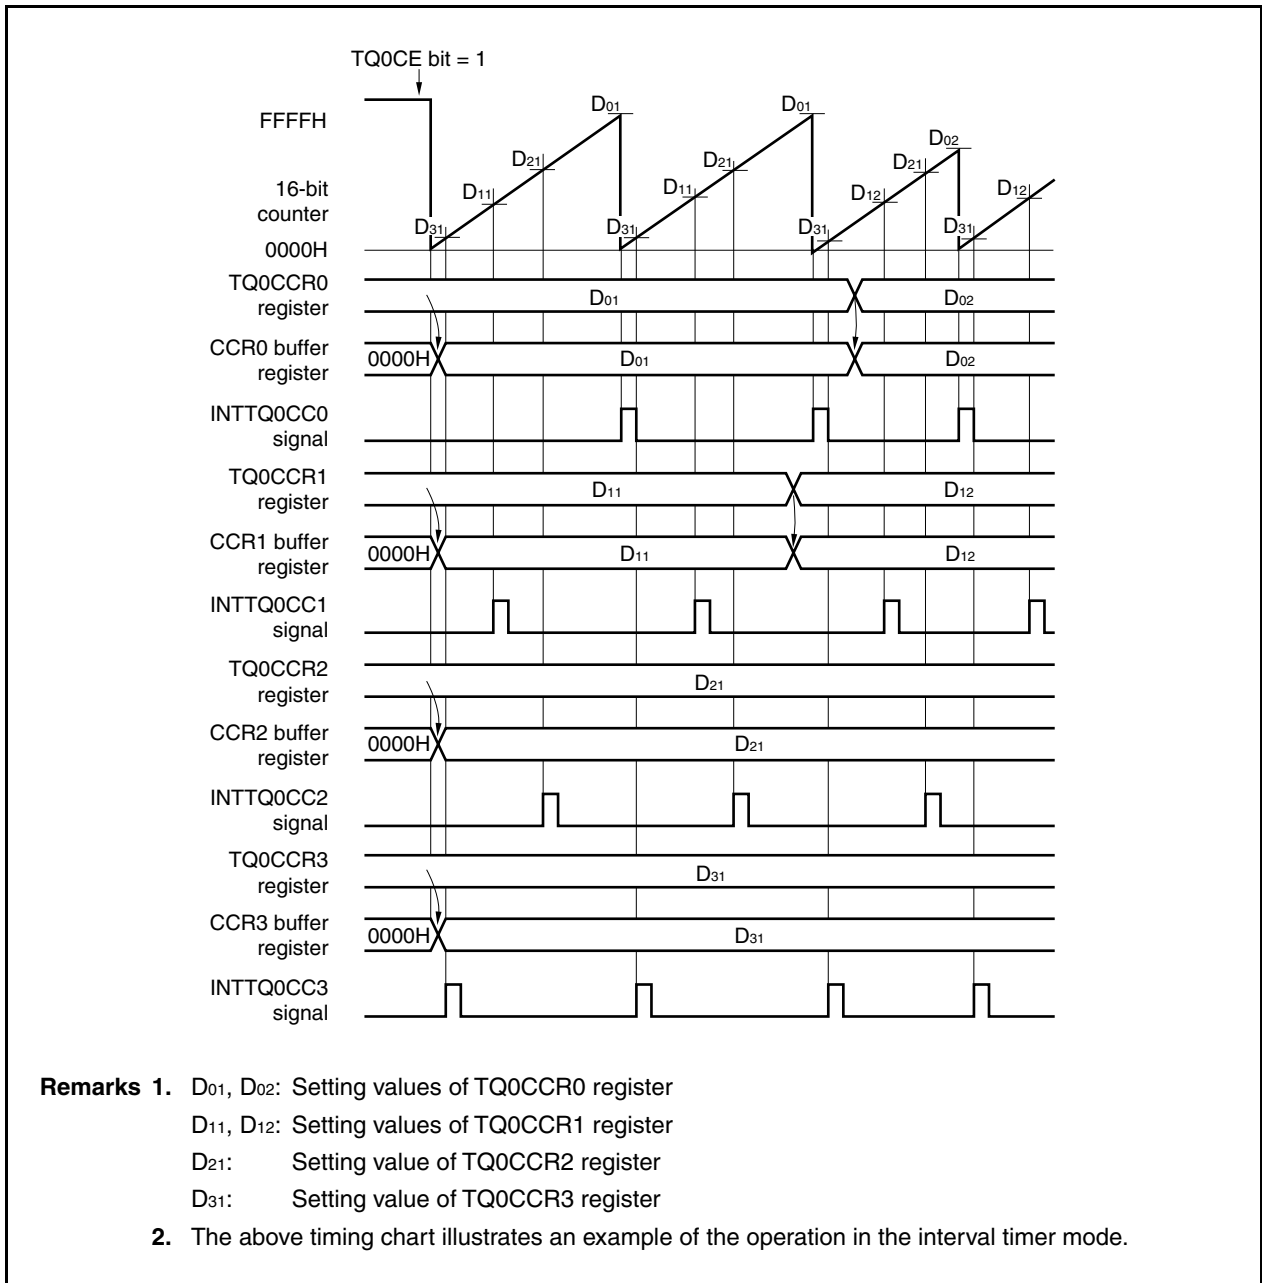 TQ0CE bit = 1
FFFFH
D01 D01
D02
D21 D21 D21
16-bit
counter
D11 D11 D12 D12
D31 D31 D31 D31
0000H
TQ0CCR0
register
D01 D02
CCR0 buffer
register
0000H D01 D02
INTTQ0CC0
signal
TQ0CCR1
register
D11 D12
CCR1 buffer
register
0000H D11 D12
INTTQ0CC1
signal
TQ0CCR2
register
D21
CCR2 buffer
register
0000H D21
INTTQ0CC2
signal
TQ0CCR3
register
D31
CCR3 buffer
register
0000H D31
INTTQ0CC3
signal
Remarks 1. D01, D02: Setting values of TQ0CCR0 register
D11, D12: Setting values of TQ0CCR1 register
D21: Setting value of TQ0CCR2 register
D31: Setting value of TQ0CCR3 register
2. The above timing chart illustrates an example of the operation in the interval timer mode.